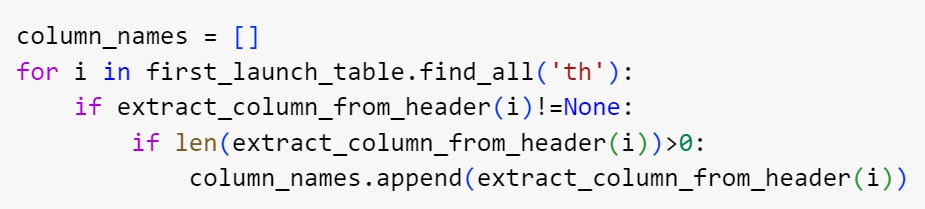 column_names = []
for i in first_launch_table.find_all('th'):
    if extract_column_from_header(i)!=None:
        if len(extract_column_from_header(i))>0:
            column_names.append(extract_column_from_header(i))